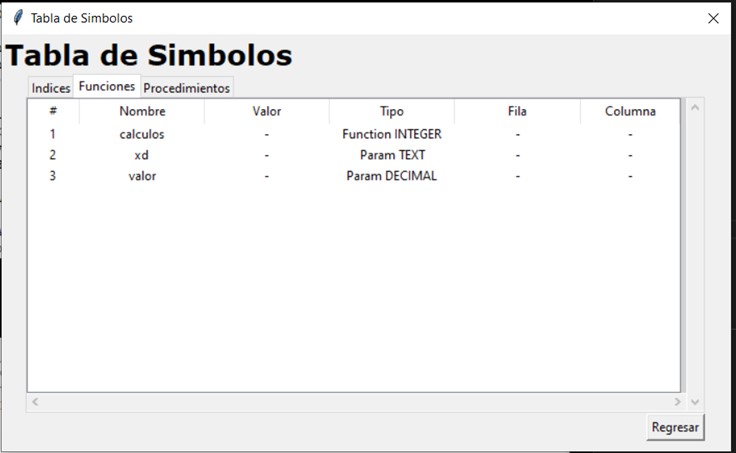 Tabla de Simbolos
Tabla de Simbolos
Indices Funciones Procedimientos
# Nombre Valor Tipo Fila Columna
1 calculos - Function INTEGER - -
2 xd - Param TEXT - -
3 valor - Param DECIMAL - -
Regresar